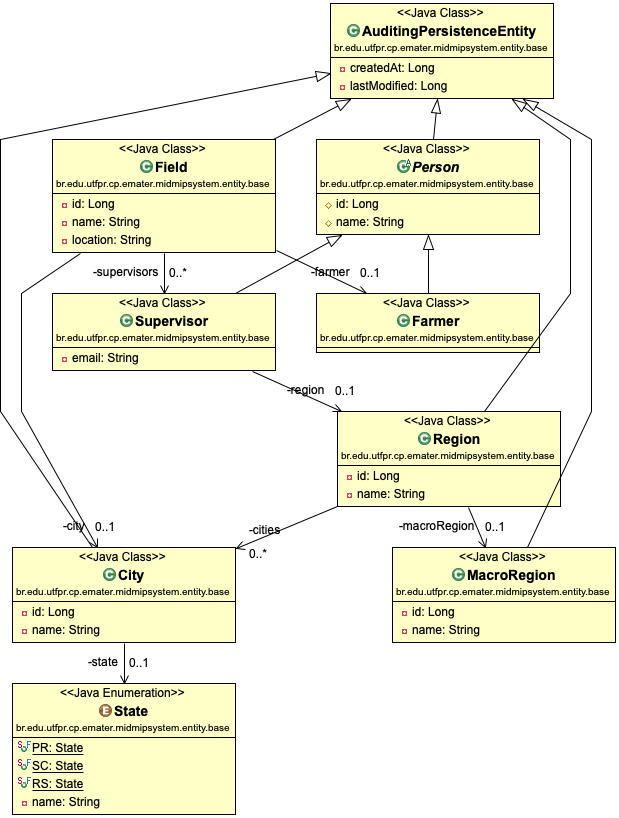 <<Java Class>>
AuditingPersistenceEntity
br.edu.utfpr.cp.emater.midmipsystem.entity.base
createdAt: Long
lastModified: Long
<<Java Class>>
Field
br.edu.utfpr.cp.emater.midmipsystem.entity.base
id: Long
name: String
location: String
<<Java Class>>
Person
br.edu.utfpr.cp.emater.midmipsystem.entity.base
id: Long
name: String
-supervisors 0..*
-farmer 0..1
<<Java Class>>
Supervisor
br.edu.utfpr.cp.emater.midmipsystem.entity.base
email: String
<<Java Class>>
Farmer
br.edu.utfpr.cp.emater.midmipsystem.entity.base
-region 0..1
<<Java Class>>
Region
br.edu.utfpr.cp.emater.midmipsystem.entity.base
id: Long
name: String
-city 0..1
-cities
0..*
-macroRegion 0..1
<<Java Class>>
City
br.edu.utfpr.cp.emater.midmipsystem.entity.base
id: Long
name: String
<<Java Class>>
MacroRegion
br.edu.utfpr.cp.emater.midmipsystem.entity.base
id: Long
name: String
-state 0..1
<<Java Enumeration>>
State
br.edu.utfpr.cp.emater.midmipsystem.entity.base
PR: State
SC: State
RS: State
name: String